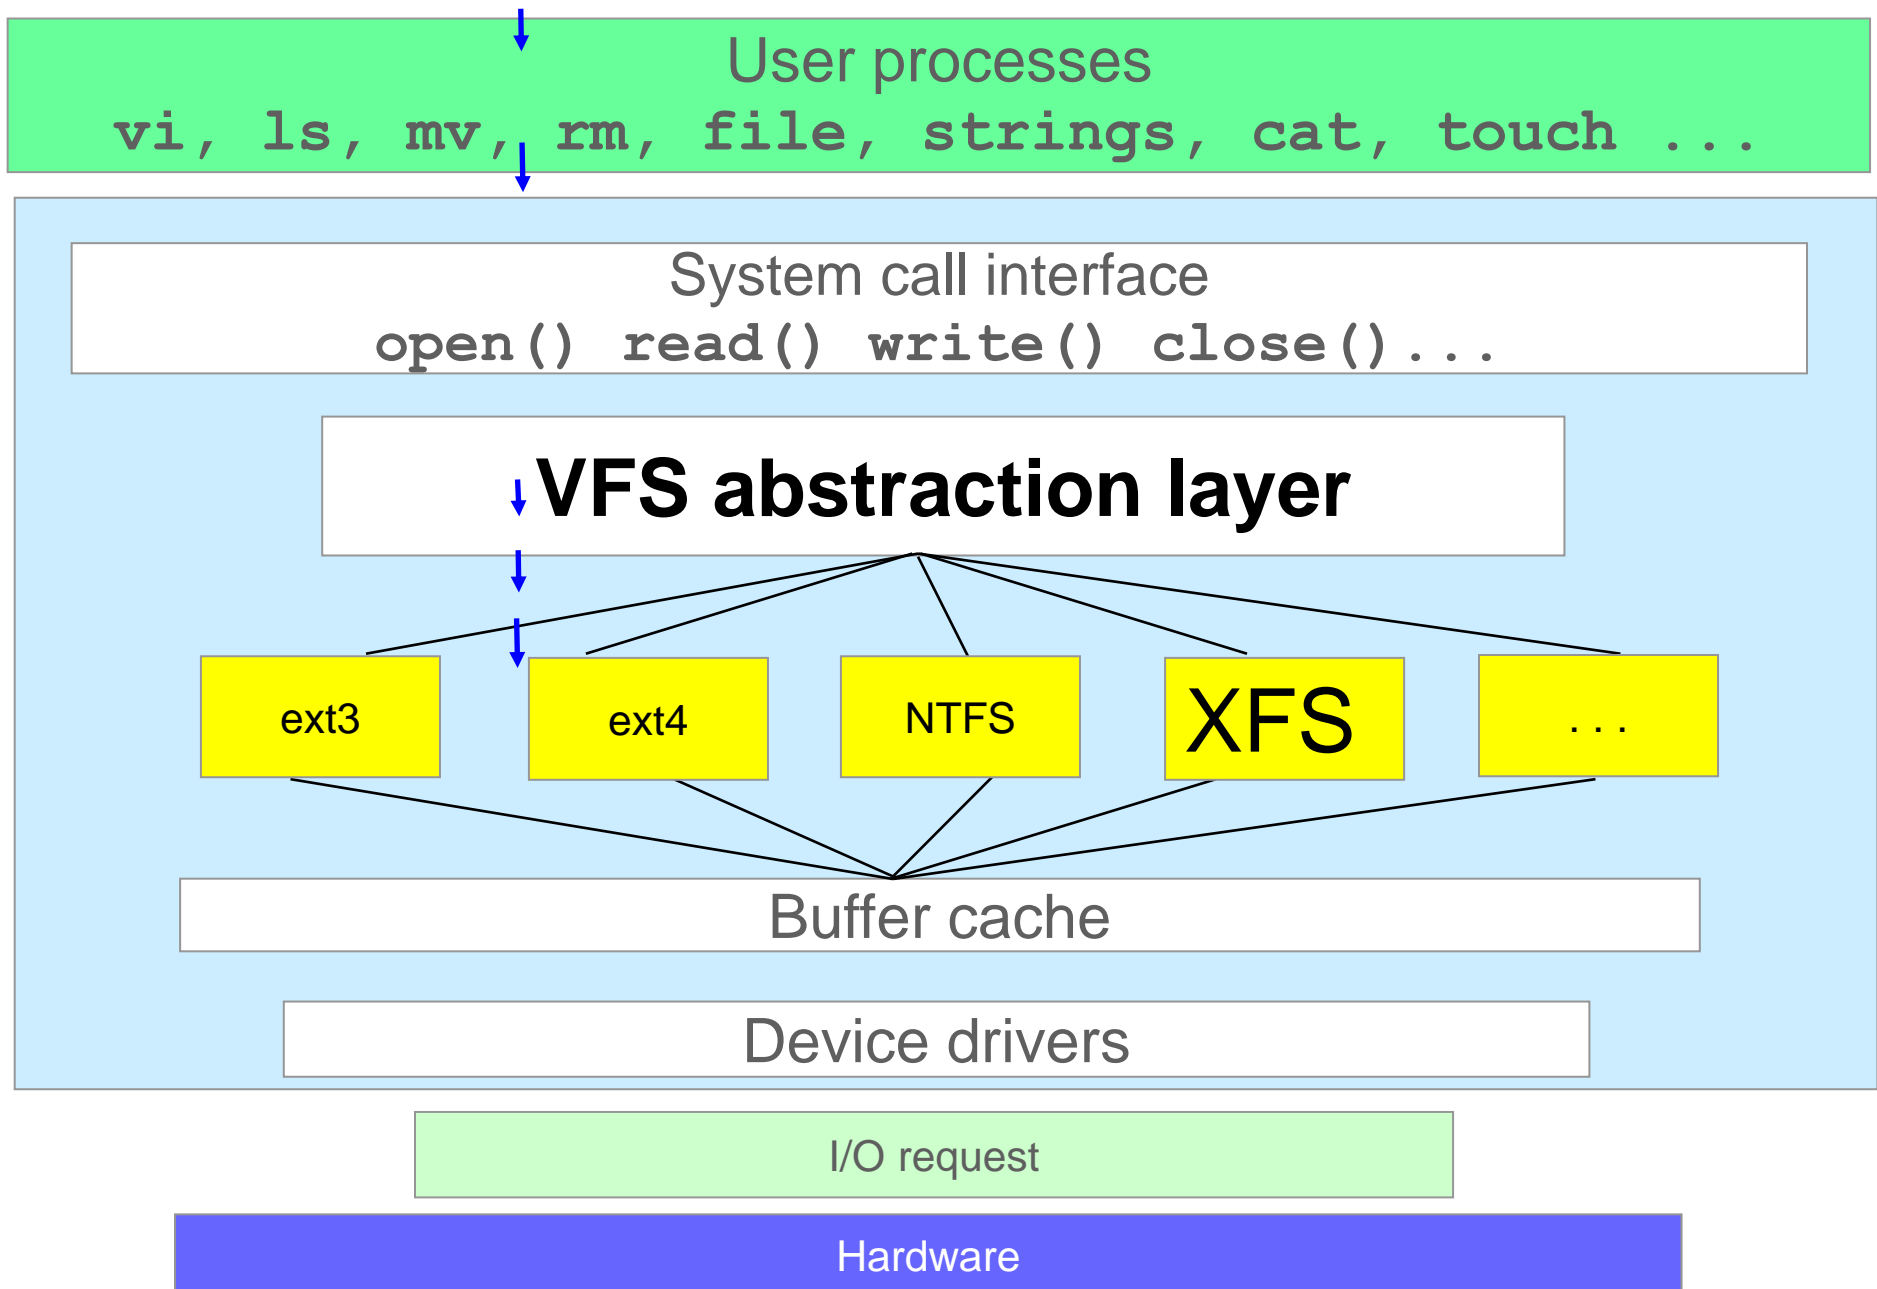 User processes
vi, ls, mv, rm, file, strings, cat, touch ...
System call interface
open() read() write() close()...
VFS abstraction layer
ext3
ext4
NTFS
XFS
. . .
Buffer cache
Device drivers
I/O request
Hardware